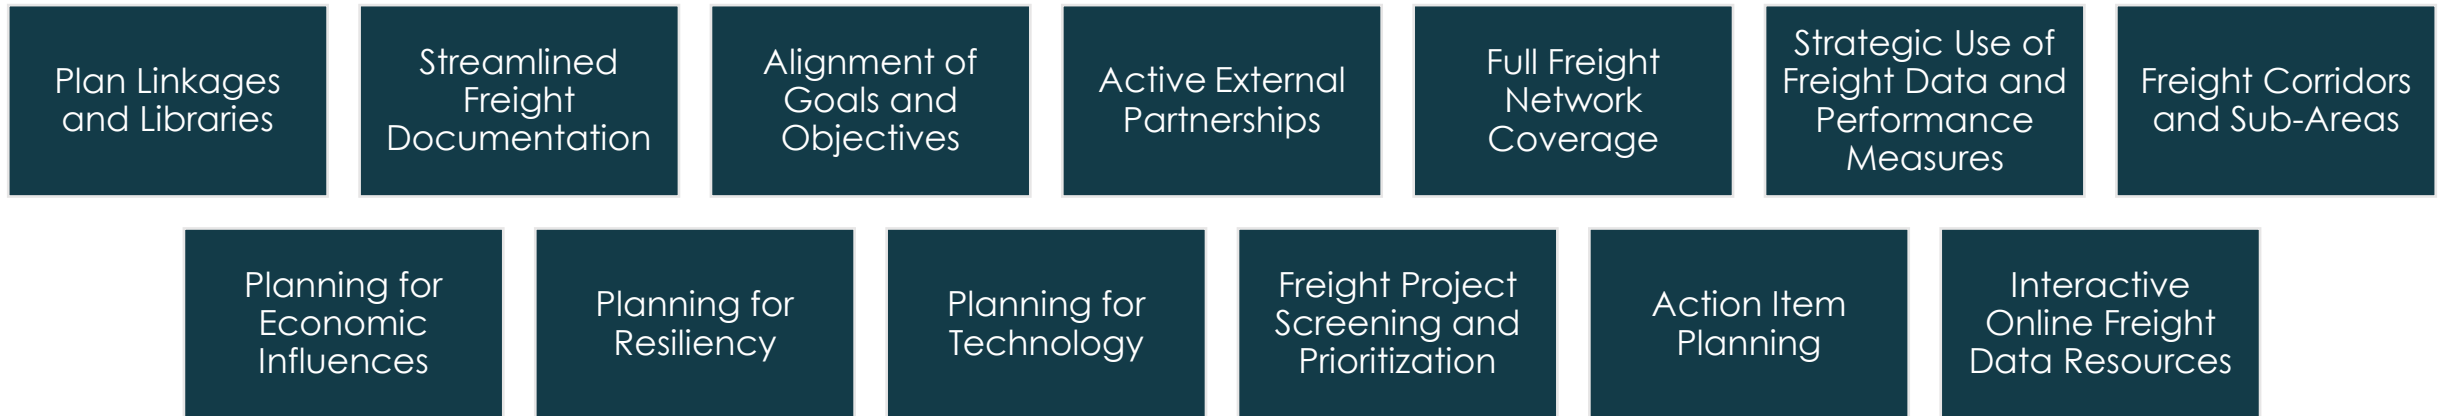 Plan Linkages
and Libraries
Streamlined
Freight
Documentation
Alignment of
Goals and
Objectives
Active External
Partnerships
Full Freight
Network
Coverage
Strategic Use of
Freight Data and
Performance
Measures
Freight Corridors
and Sub-Areas
Planning for
Economic
Influences
Planning for
Resiliency
Planning for
Technology
Freight Project
Screening and
Prioritization
Action Item
Planning
Interactive
Online Freight
Data Resources